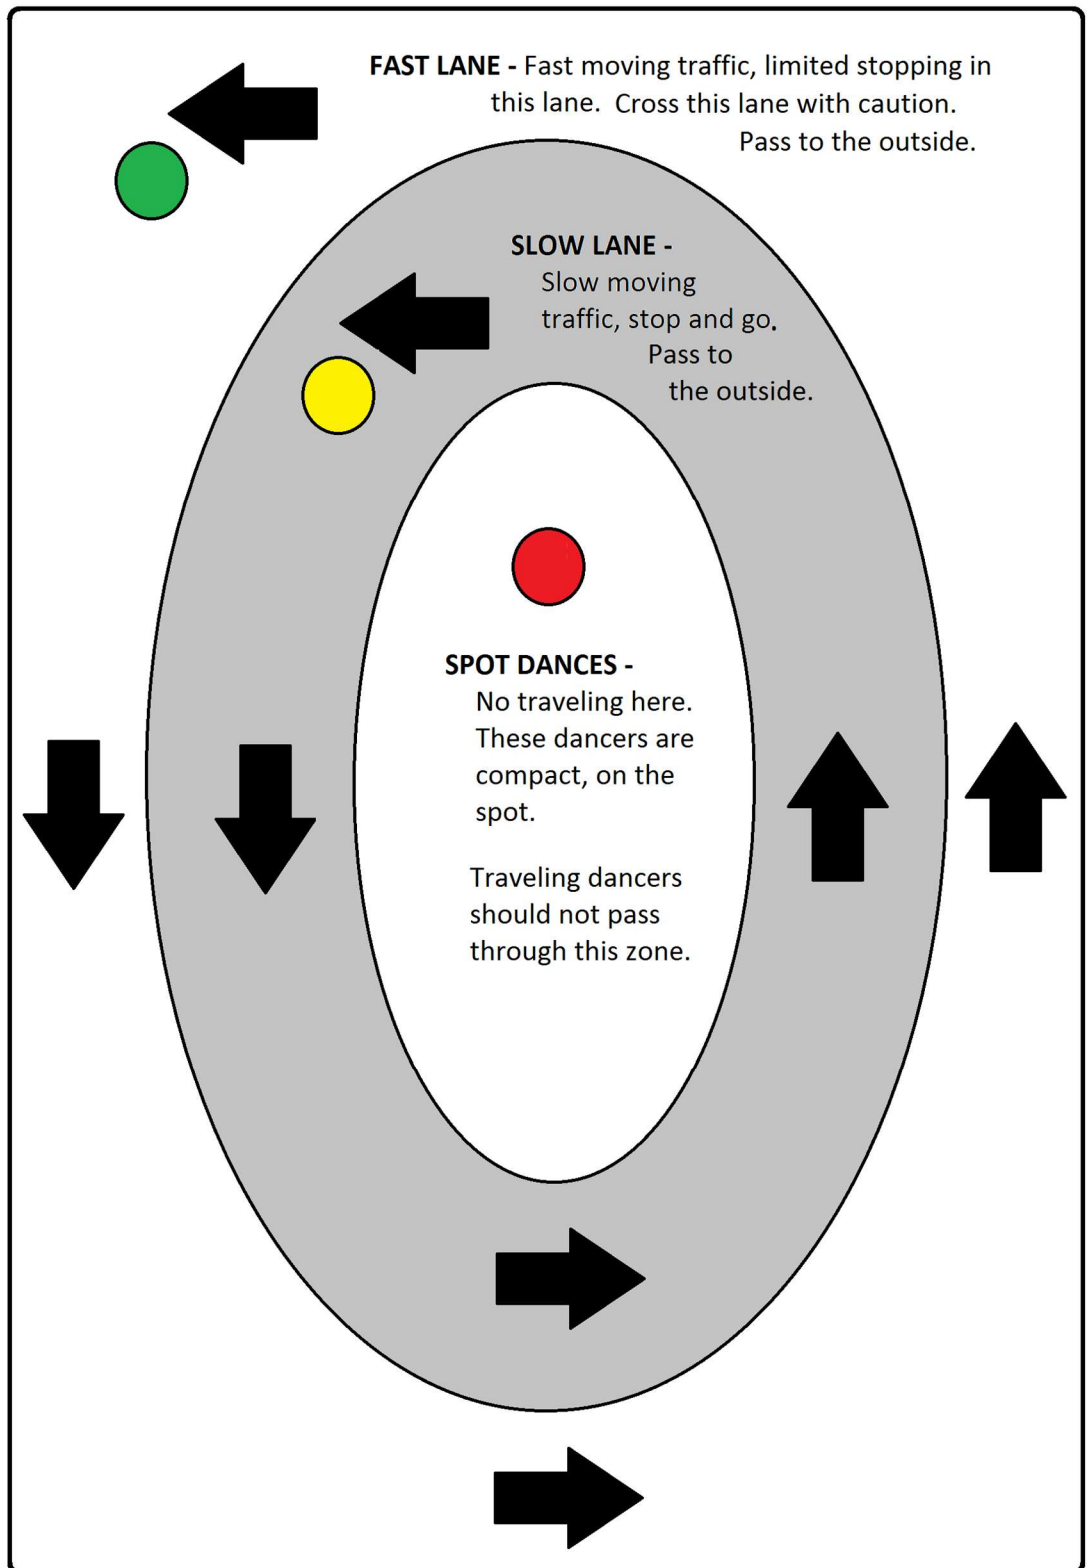 FAST LANE - Fast moving traffic, limited stopping in
this lane. Cross this lane with caution.
Pass to the outside.
SLOW LANE -
Slow moving
traffic, stop and go.
Pass to
the outside.
SPOT DANCES -
No traveling here.
These dancers are
compact, on the
spot.
Traveling dancers
should not pass
through this zone.